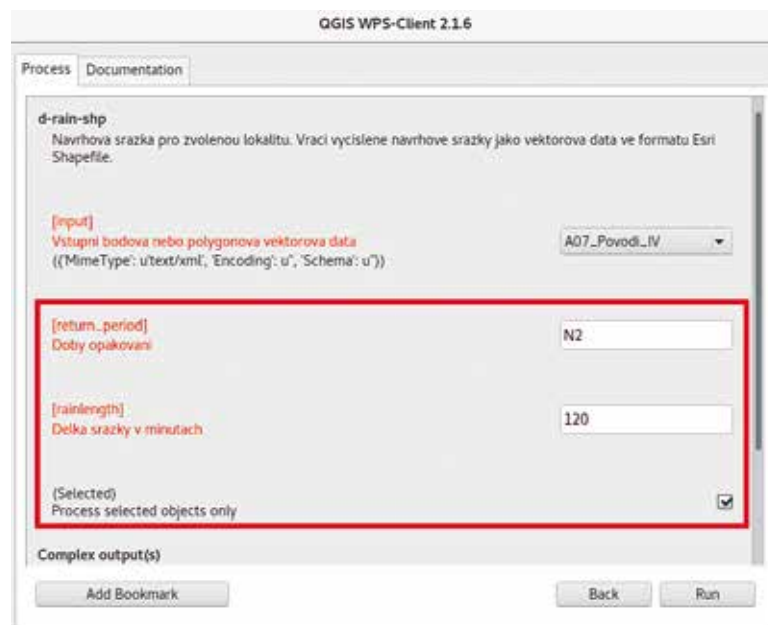 QGIS WPS-Client 2.1.6
Process Documentation
d-rain-shp
Navrhova srazka pro zvolenou lokalitu. Vraci vycislene navrhove srazky jako vektorova data ve formatu Esri
Shapefile.
[input]
Vstupni bodova nebo polygonova vektorova data
(({'MimeType': u'text/xml', 'Encoding': u'', 'Schema': u''}))
A07_Povodi_IV
[return_period]
Doby opakovani
N2
[rainlength]
Delka srazky v minutach
120
(Selected)
Process selected objects only
Complex output(s)
Add Bookmark Back Run